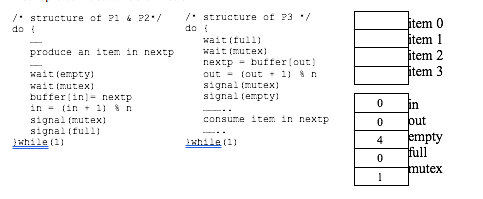 /* structure of P1 & P2*/
do {
produce an item in nextp
wait(empty)
wait(mutex)
buffer[in]= nextp
in = (in + 1) % n
signal(mutex)
signal(full)
}while(1)
/* structure of P3 */
do {
wait(full)
wait(mutex)
nextp = buffer[out]
out = (out + 1) % n
signal(mutex)
signal(empty)
……..
consume item in nextp
……..
}while(1)
item 0
item 1
item 2
item 3
0 in
0 out
4 empty
0 full
1 mutex